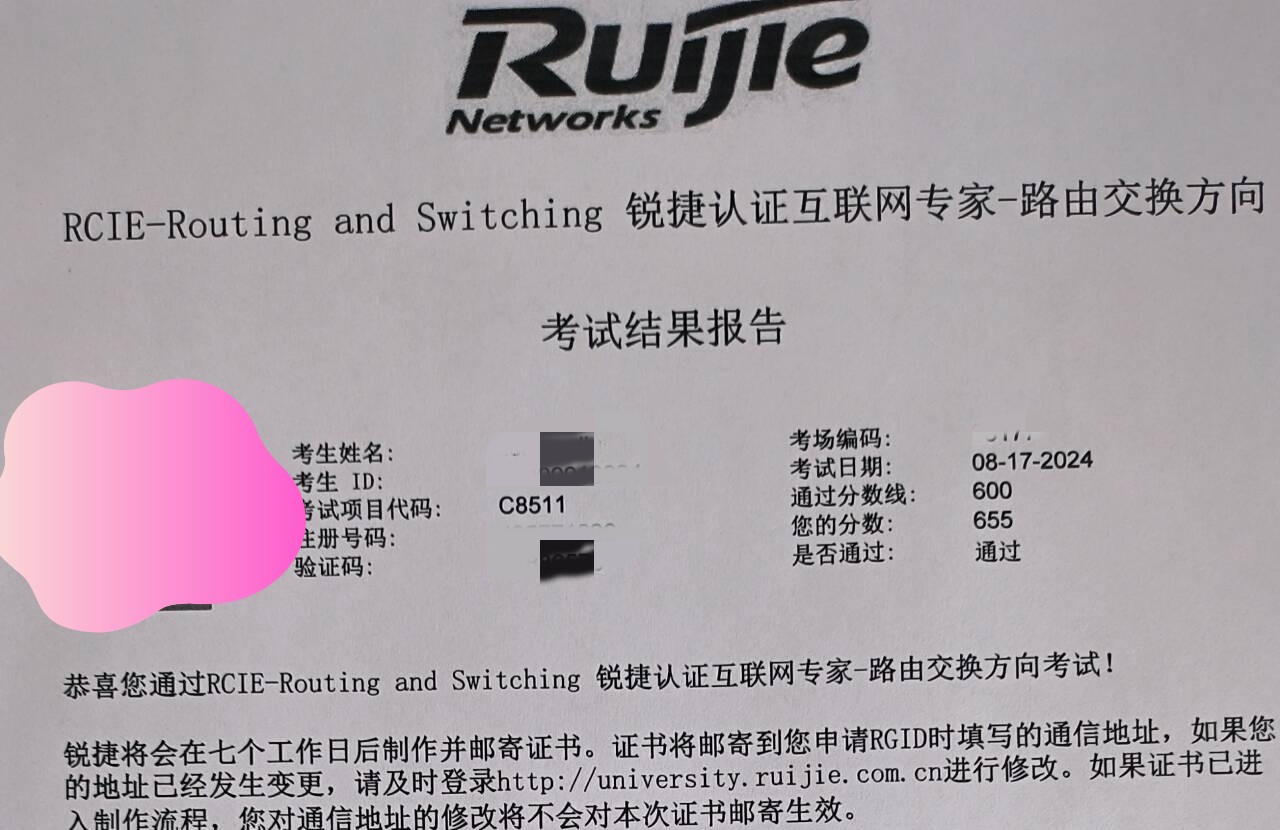 Ruijie
Networks
RCIE-Routing and Switching 锐捷认证互联网专家-路由交换方向
考试结果报告
考生姓名:
考生 ID:
考试项目代码: C8511
注册号码:
验证码:
考场编码:
考试日期: 08-17-2024
通过分数线: 600
您的分数: 655
是否通过: 通过
恭喜您通过RCIE-Routing and Switching 锐捷认证互联网专家-路由交换方向考试!
锐捷将会在七个工作日后制作并邮寄证书。证书将邮寄到您申请RGID时填写的通信地址, 如果您
的地址已经发生变更, 请及时登录http://university.ruijie.com.cn进行修改。如果证书已进
入制作流程, 您对通信地址的修改将不会对本次证书邮寄生效。